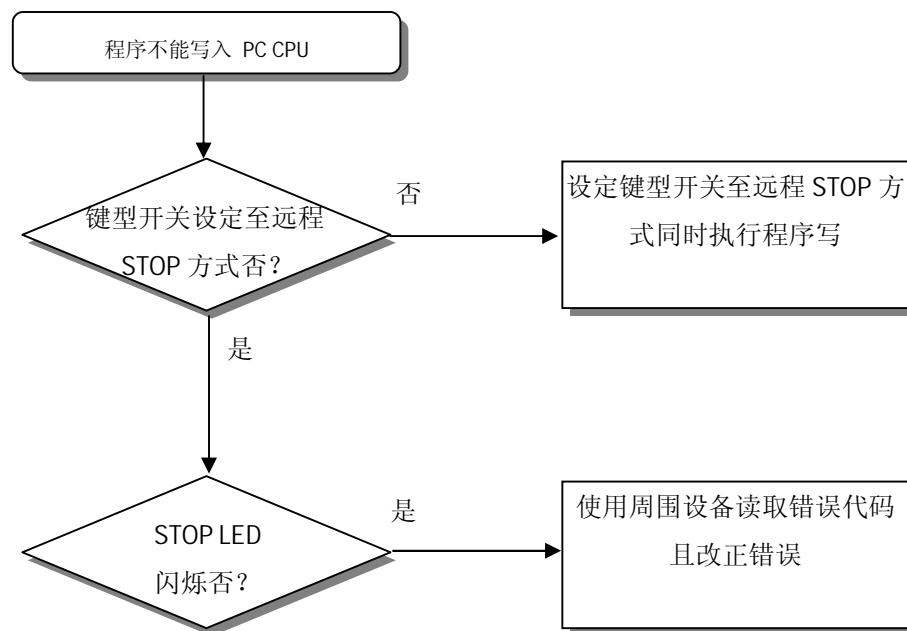 程序不能写入 PC CPU
键型开关设定至远程
STOP 方式否？
否
设定键型开关至远程 STOP 方
式同时执行程序写
是
STOP LED
闪烁否？
是
使用周围设备读取错误代码
且改正错误